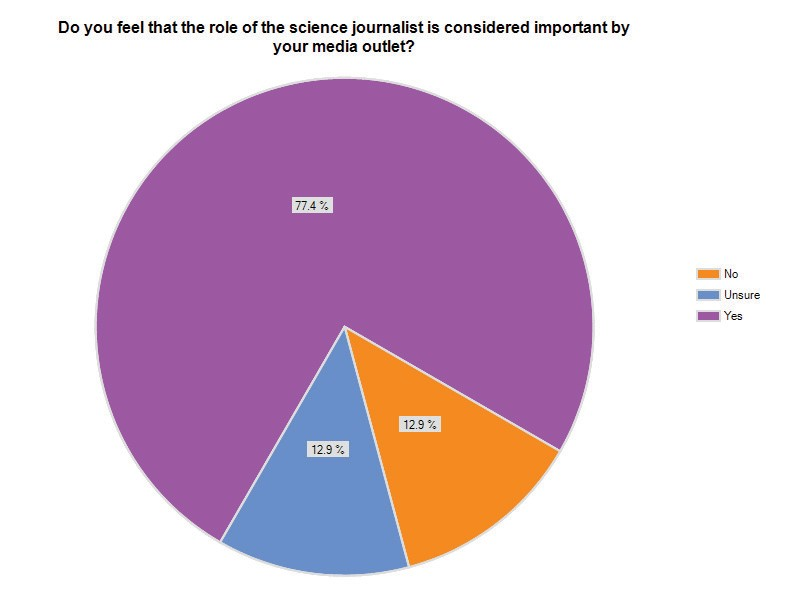 Do you feel that the role of the science journalist is considered important by
your media outlet?
77.4 %
No
Unsure
Yes
12.9 %
12.9 %